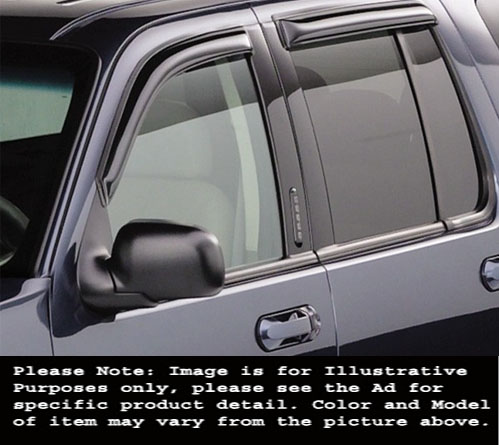 Please Note: Image is for Illustrative
Purposes only, please see the Ad for
specific product detail. Color and Model
of item may vary from the picture above.